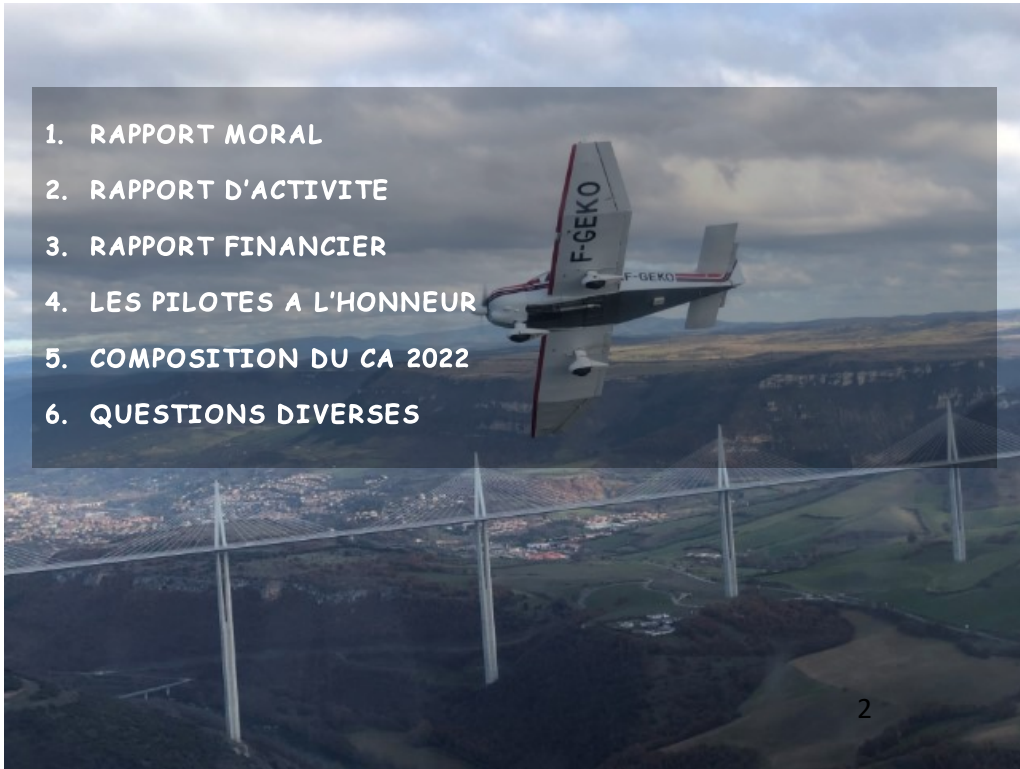 1. RAPPORT MORAL
2. RAPPORT D'ACTIVITE
3. RAPPORT FINANCIER
4. LES PILOTES A L'HONNEUR
5. COMPOSITION DU CA 2022
6. QUESTIONS DIVERSES
F-GEKO
F-GEKO
2